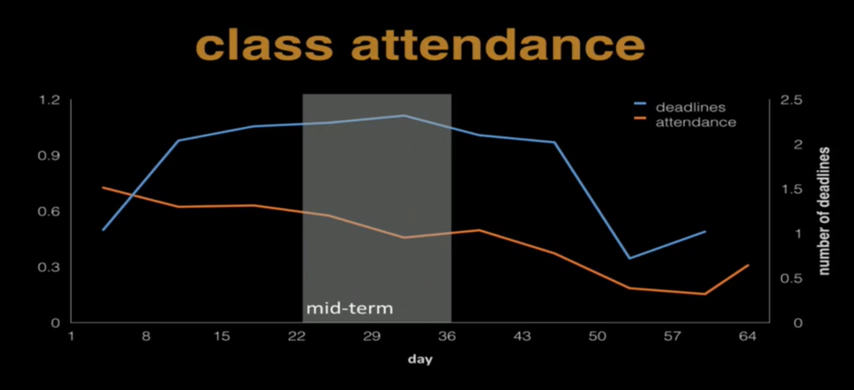 class attendance
1.2
0.9
0.6
0.3
0
2.5
2
1.5
1
0.5
0
deadlines
attendance
number of deadlines
mid-term
1 8 15 22 29 36 43 50 57 64
day